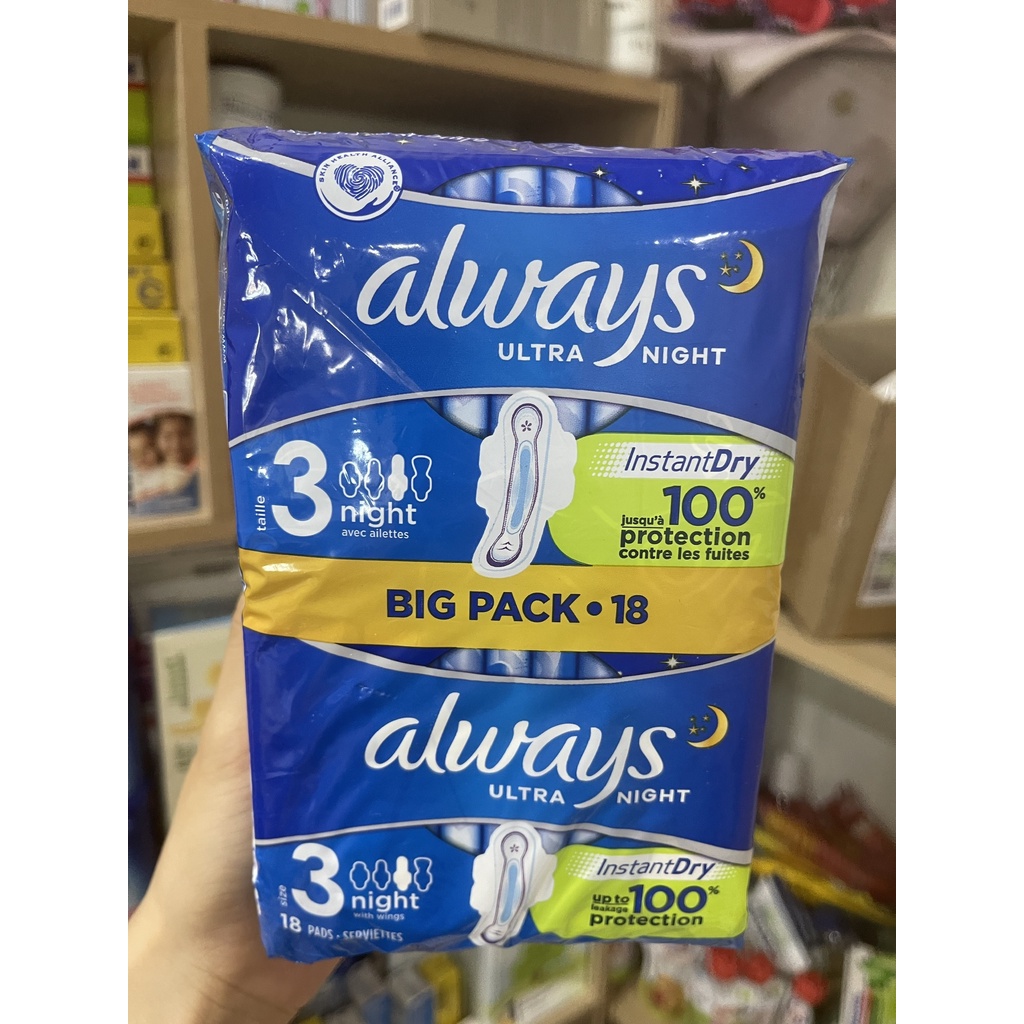 SKIN HEALTH ALLIANCE
always
ULTRA NIGHT
taille 3 night
avec ailettes
InstantDry
jusqu'à 100%
protection
contre les fuites
BIG PACK • 18
always
ULTRA NIGHT
size 3 night
with wings
18 PADS - SERVIETTES
InstantDry
up to 100%
leakage
protection